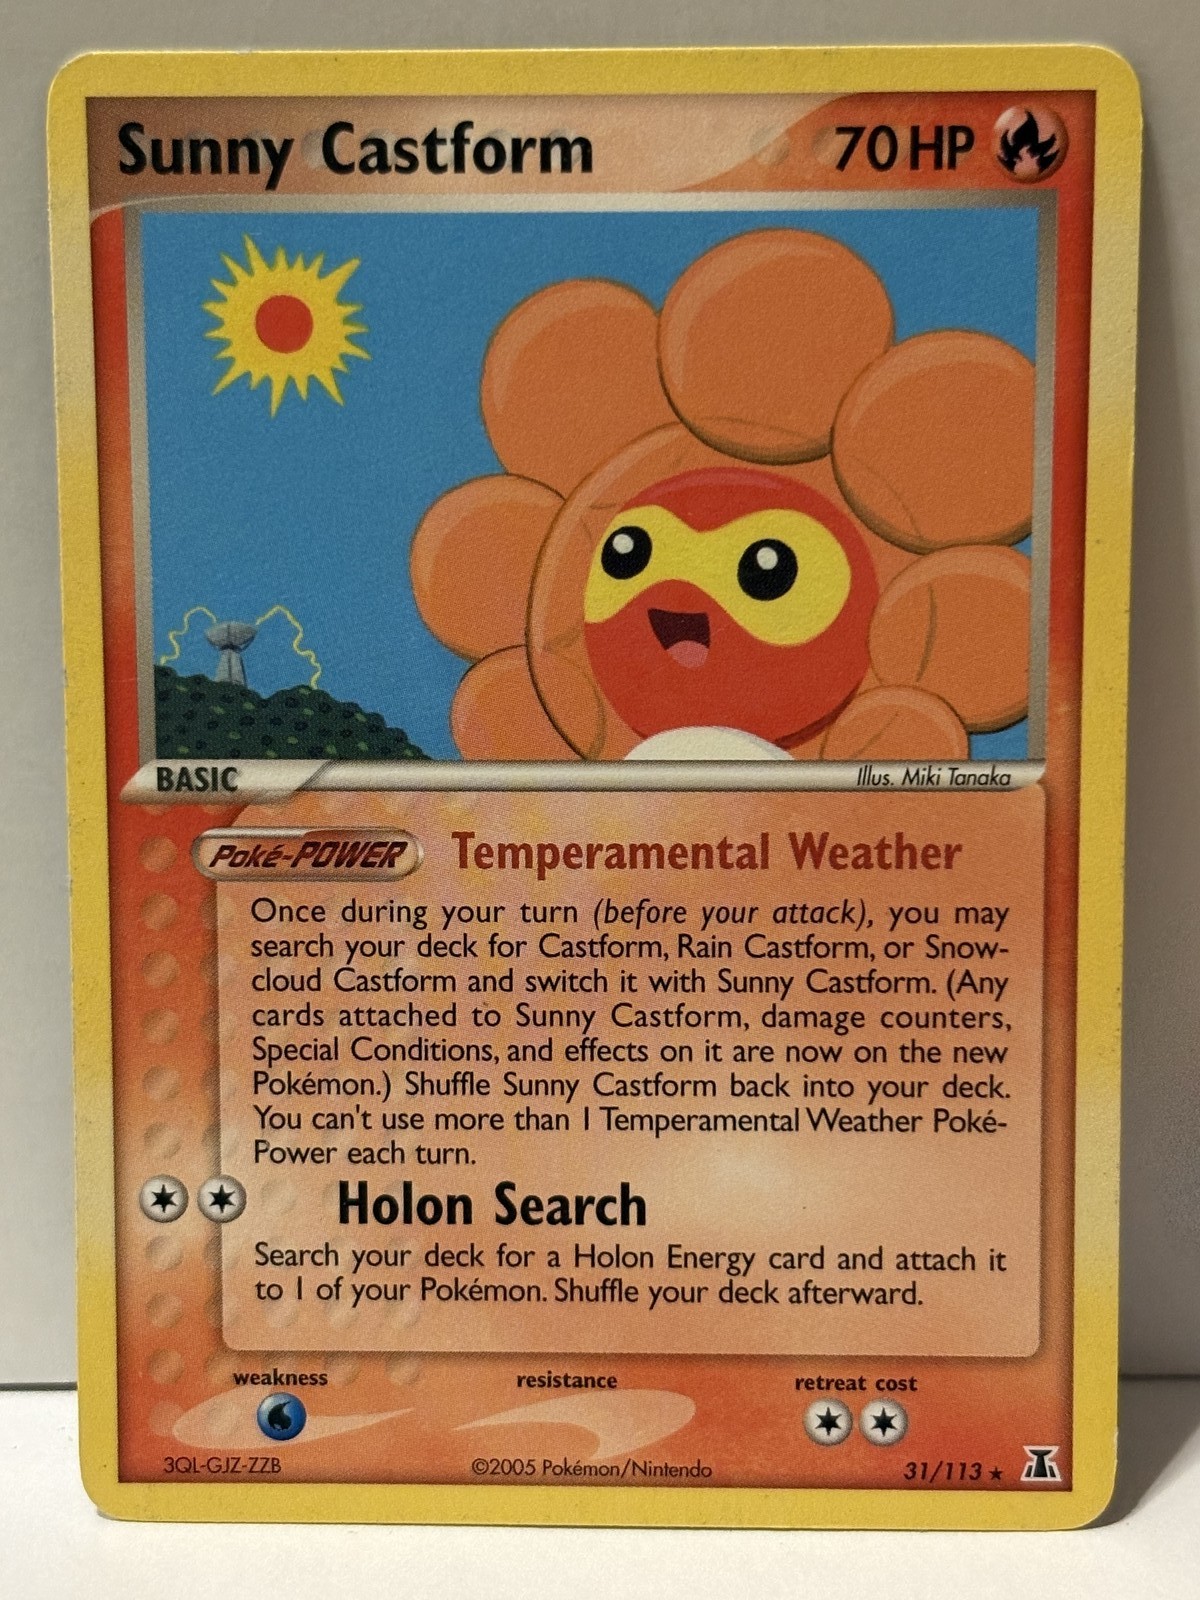 Sunny Castform 70 HP
BASIC Illus. Miki Tanaka
Poké-POWER Temperamental Weather
Once during your turn (before your attack), you may
search your deck for Castform, Rain Castform, or Snow-
cloud Castform and switch it with Sunny Castform. (Any
cards attached to Sunny Castform, damage counters,
Special Conditions, and effects on it are now on the new
Pokémon.) Shuffle Sunny Castform back into your deck.
You can't use more than 1 Temperamental Weather Poké-
Power each turn.
Holon Search
Search your deck for a Holon Energy card and attach it
to 1 of your Pokémon. Shuffle your deck afterward.
weakness resistance retreat cost
3QL-GJZ-ZZB ©2005 Pokémon/Nintendo 31/113 ★